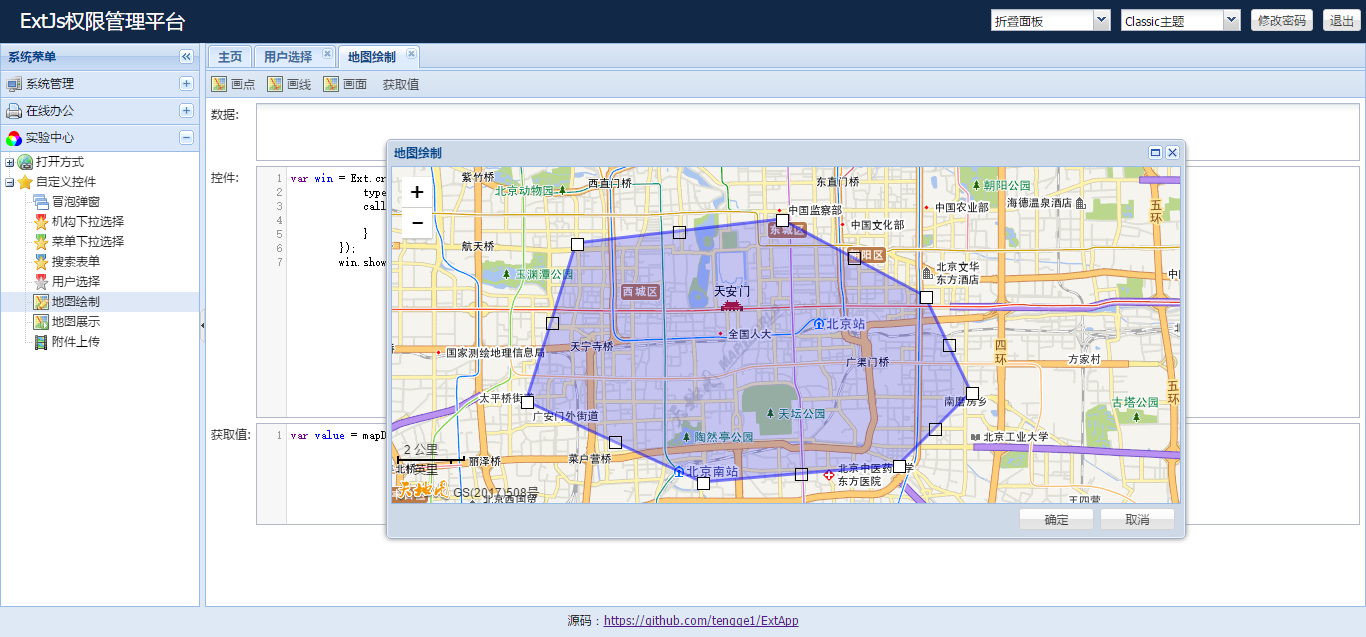 ExtJs权限管理平台
折叠面板
Classic主题
修改密码
退出
系统菜单
系统管理
在线办公
实验中心
打开方式
自定义控件
冒泡弹窗
机构下拉选择
菜单下拉选择
搜索表单
用户选择
地图绘制
地图展示
附件上传
主页
用户选择
地图绘制
画点
画线
画面
获取值
数据:
控件:
1 var win = Ext.cr
2 type
3 call
4
5 }
6 });
7 win.show
获取值:
1 var value = mapD
地图绘制
+
−
紫竹桥
北京动物园
西直门桥
东直门桥
朝阳公园
中国监察部
中国农业部
海德温泉酒店
五环
中国文化部
东城区
航天桥
阳区
玉渊潭公园
北京文华
东方酒店
西城区
天安门
北京站
全国人大
天宁寺桥
国家测绘地理信息局
广渠门桥
四环
方家村
五环
太平桥街
广安门外街道
南磨房乡
古塔公园
天坛公园
陶然亭公园
北京工业大学
2 公里
英里
丽泽桥
菜户营桥
北京南站
北京中医药
学
东方医院
天地图
GS(2017)508号
北京西国贸
王四营
确定
取消
源码：https://github.com/tengge1/ExtApp